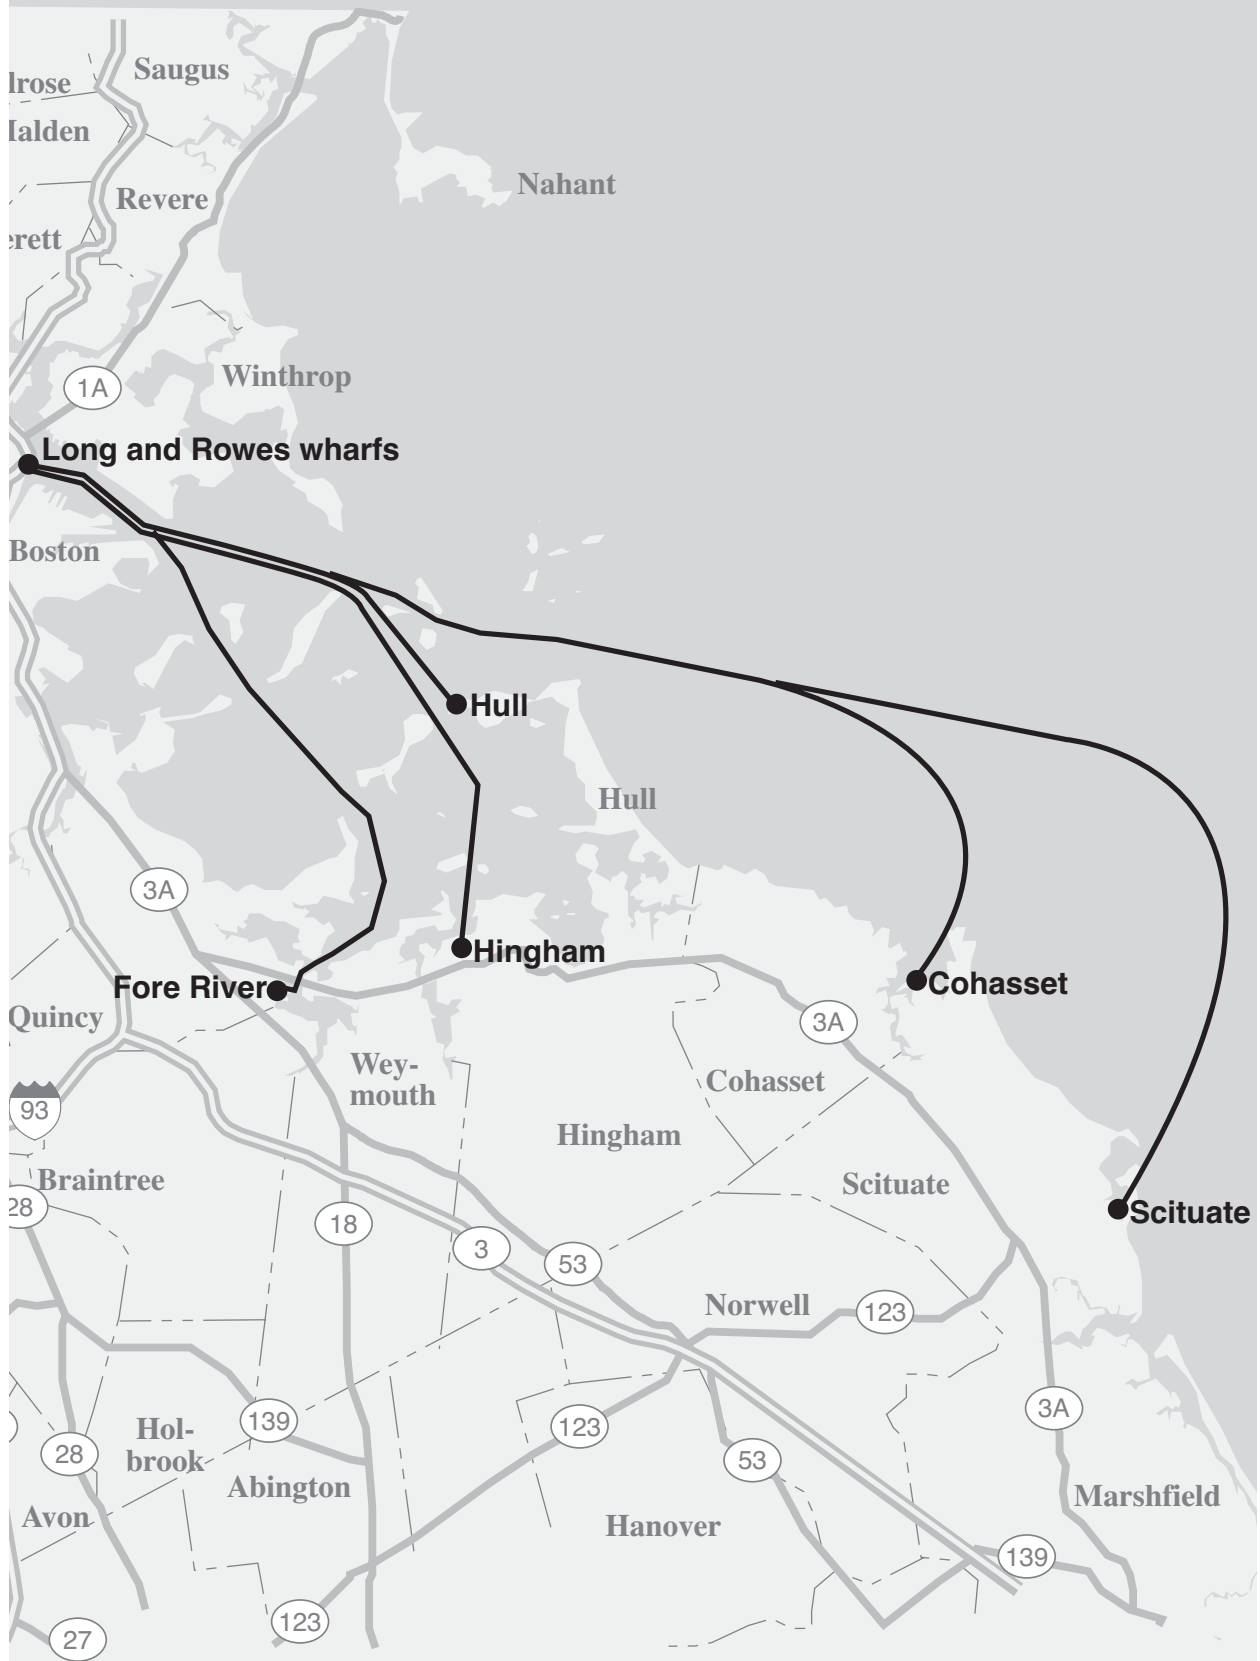 Saugus
lrose
alden
Nahant
Revere
erett
Winthrop
1A
Long and Rowes wharfs
Boston
Hull
Hull
3A
Hingham
Fore River
Cohasset
Quincy
3A
Wey-
mouth
Cohasset
93
Hingham
Braintree
Scituate
28
Scituate
18
3
53
Norwell
123
3A
139
123
Hol-
brook
28
53
Abington
Marshfield
Avon
Hanover
139
123
27